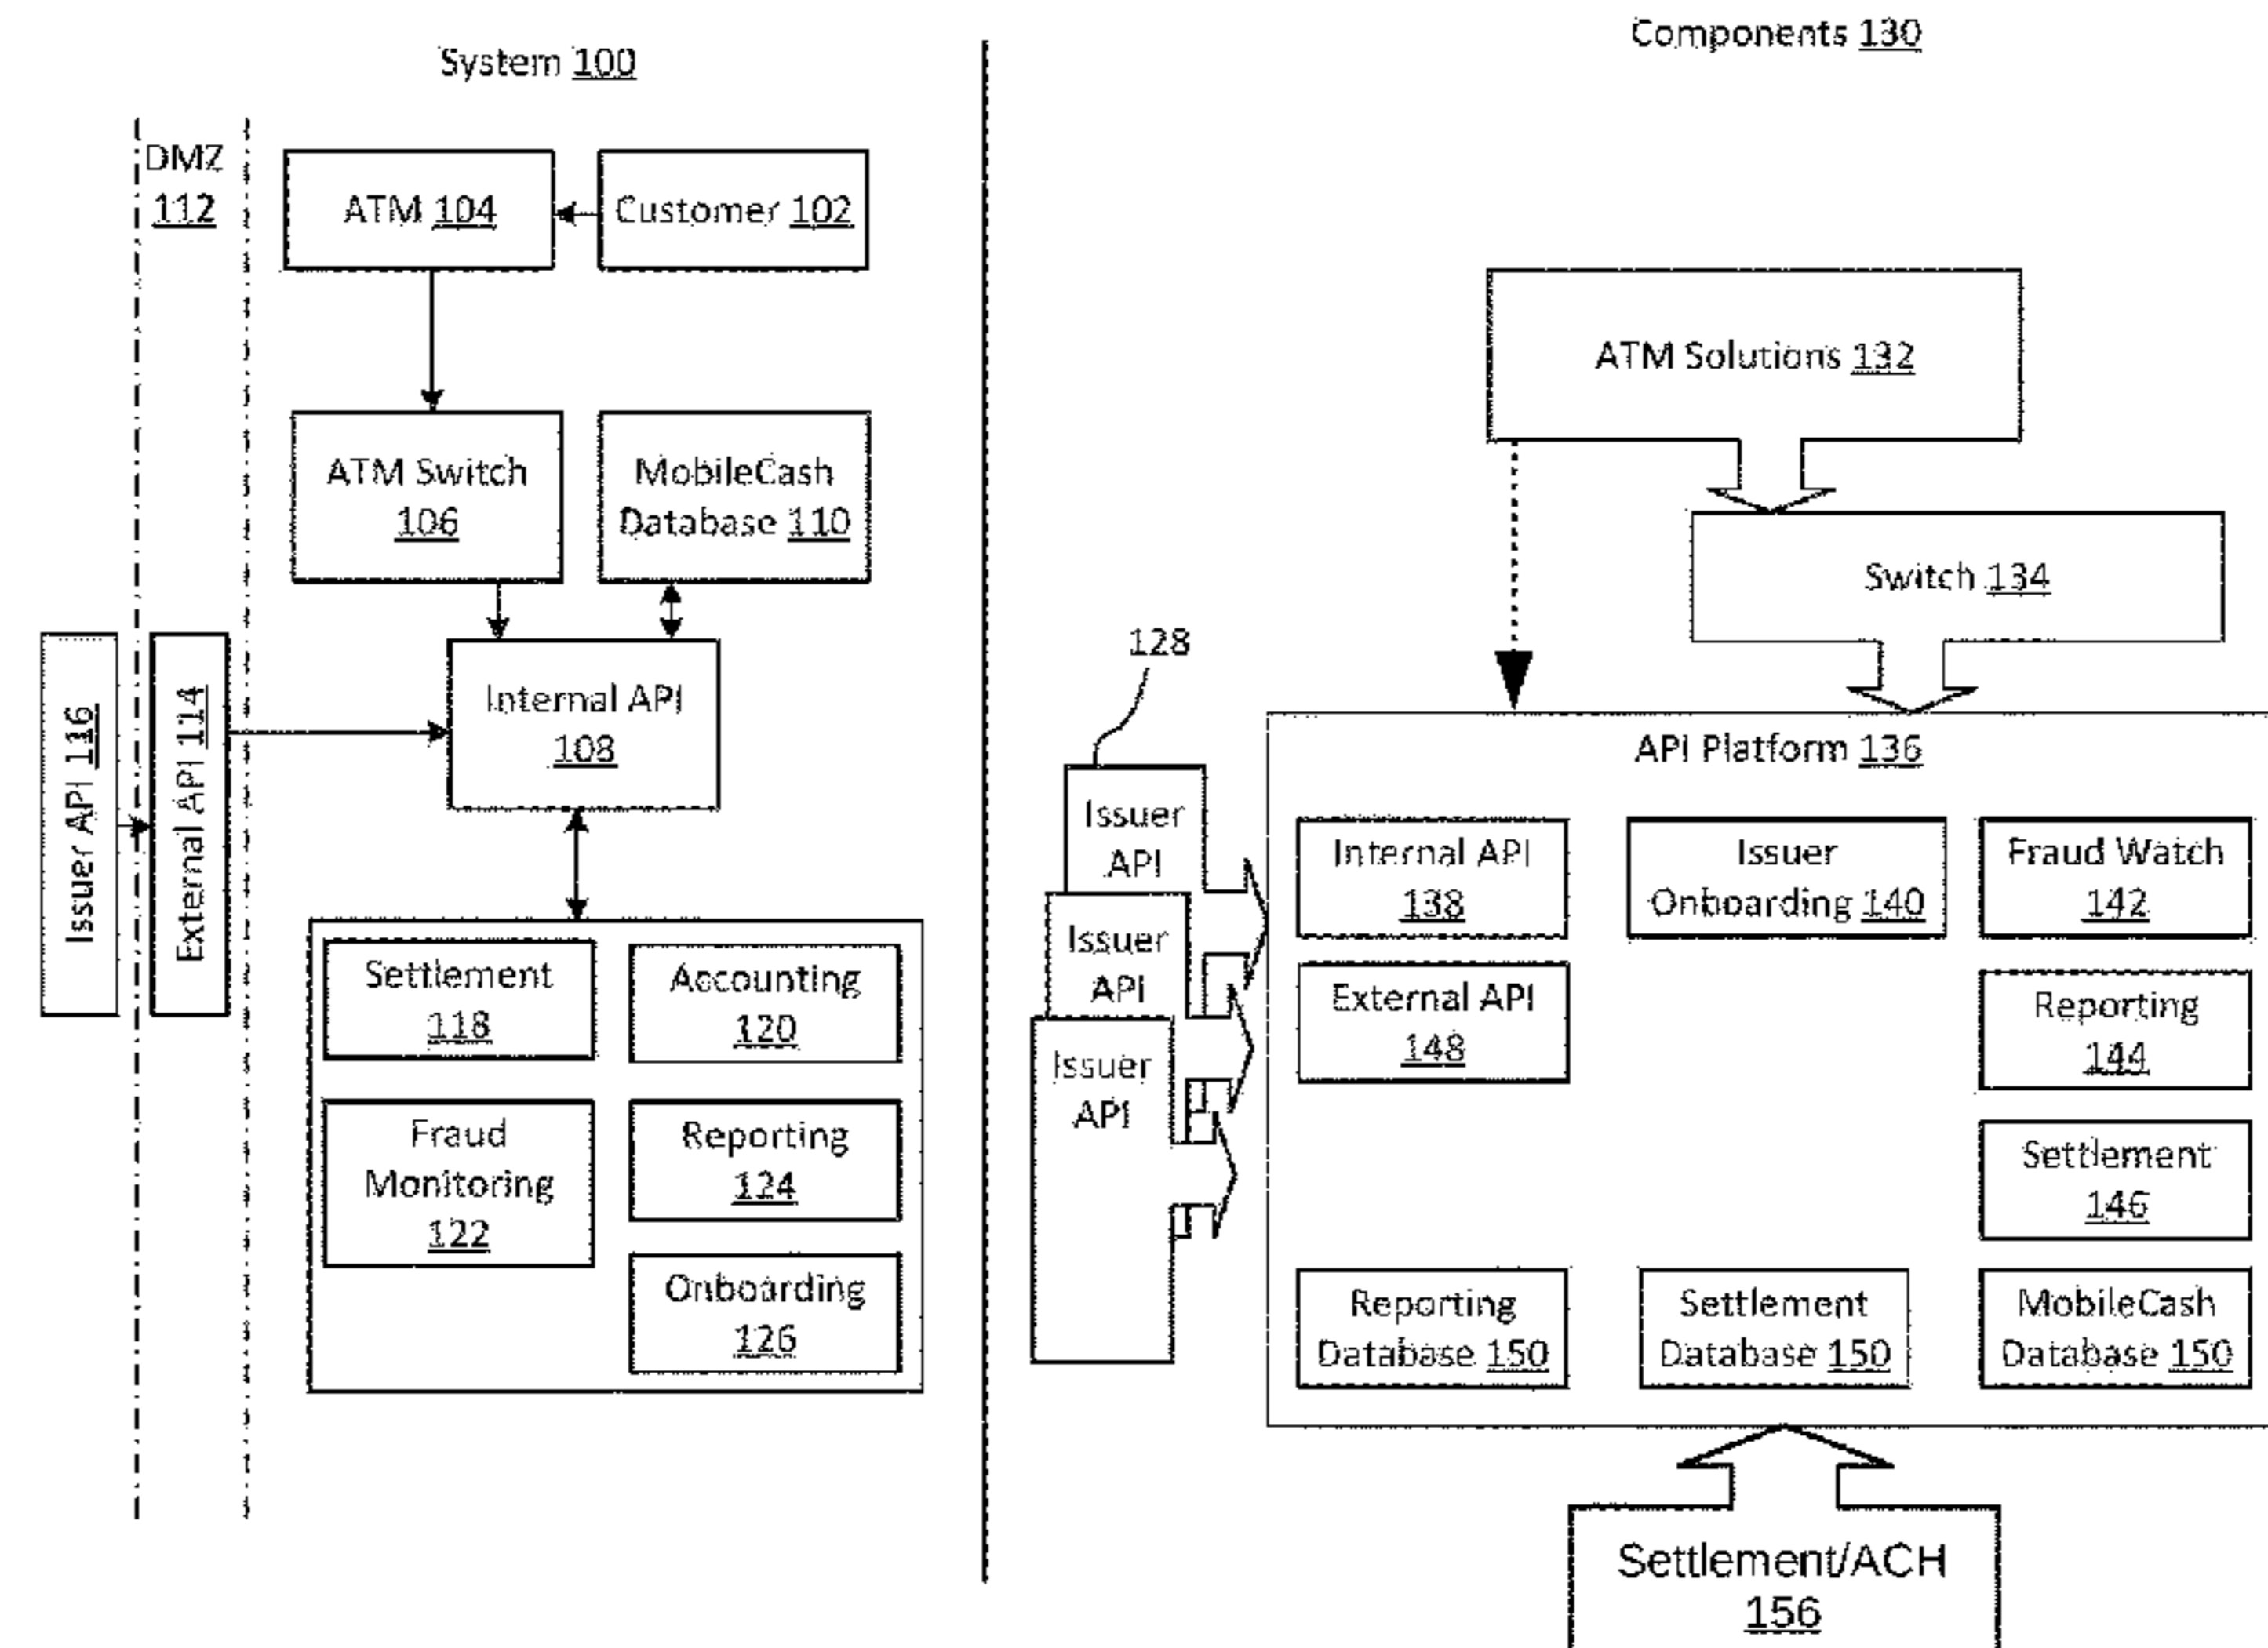 System 100
DMZ
112
ATM 104
Customer 102
ATM Switch
106
MobileCash
Database 110
Issuer API 116
External API 114
Internal API
108
Settlement
118
Accounting
120
Fraud
Monitoring
122
Reporting
124
Onboarding
126
Components 130
ATM Solutions 132
Switch 134
128
Issuer
API
Issuer
API
Issuer
API
API Platform 136
Internal API
138
Issuer
Onboarding 140
Fraud Watch
142
External API
148
Reporting
144
Settlement
146
Reporting
Database 150
Settlement
Database 150
MobileCash
Database 150
Settlement/ACH
156